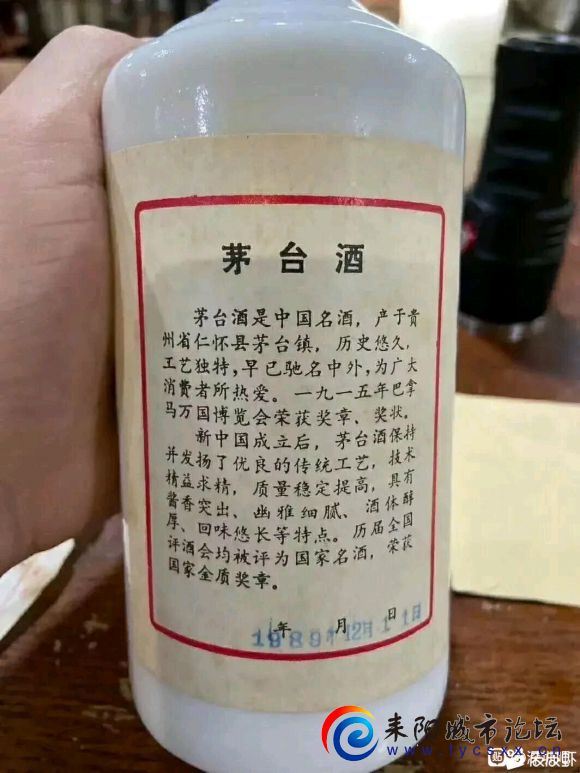 茅台酒
茅台酒是中国名酒，产于贵
州省仁怀县茅台镇，历史悠久，
工艺独特，早已驰名中外，为广大
消费者所热爱。一九一五年巴拿
马万国博览会荣获奖章、奖状。
新中国成立后，茅台酒保持
并发扬了优良的传统工艺，技术
精益求精，质量稳定提高，具有
酱香突出、幽雅细腻、酒体醇
厚、回味悠长等特点。历届全国
评酒会均被评为国家名酒，荣获
国家金质奖章。
年 月 日
1989年12月11日
耒阳城市论坛
www.lycsxx.cn